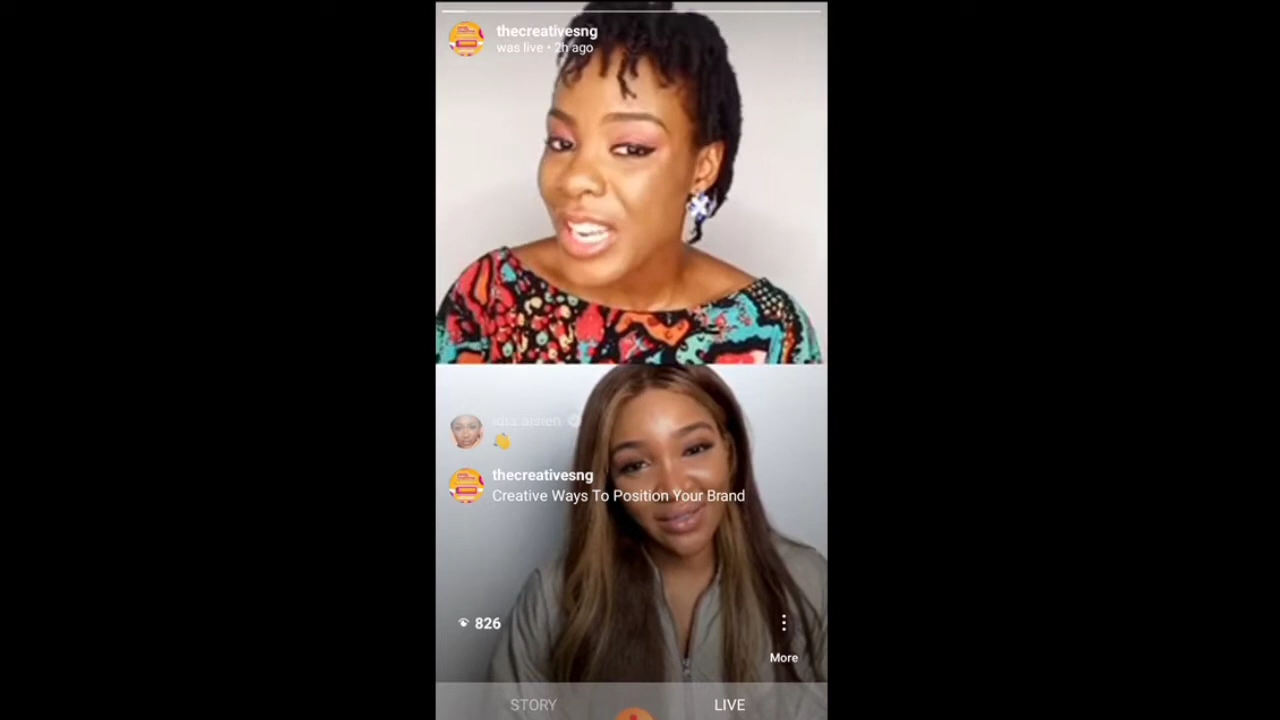 thecreativesng
was live • 2h ago
thecreativesng
Creative Ways To Position Your Brand
826
More
STORY
LIVE